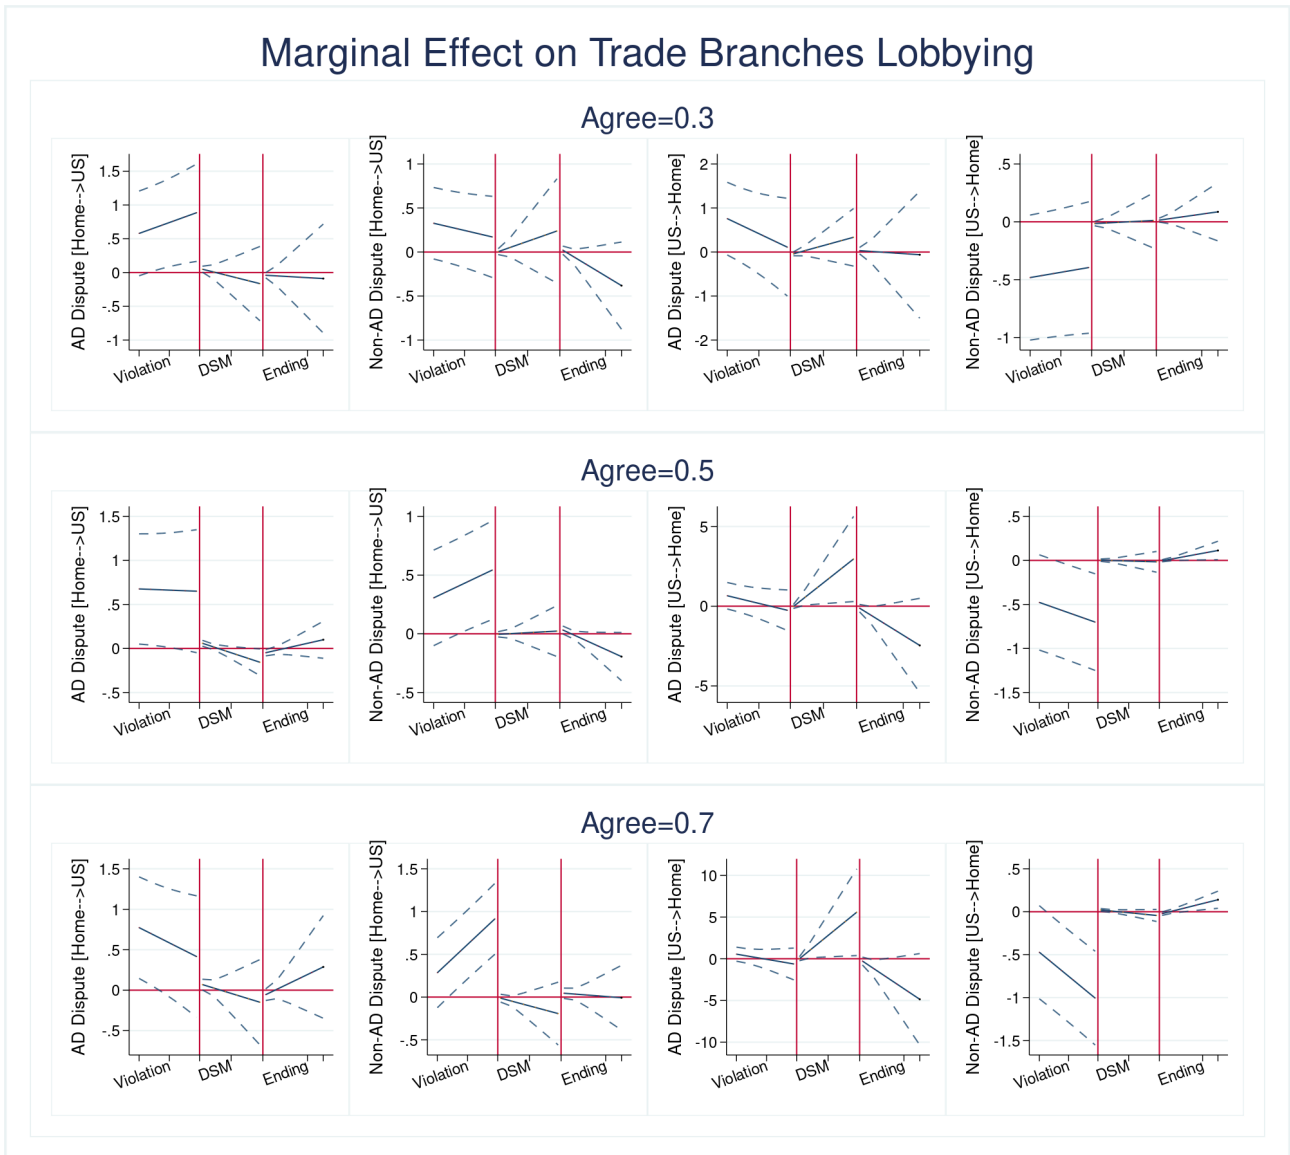 Marginal Effect on Trade Branches Lobbying
Agree=0.3
AD Dispute [Home-->US]
1.5
1
.5
0
-.5
-1
Violation
DSM
Ending
Non-AD Dispute [Home-->US]
1
.5
0
-.5
-1
Violation
DSM
Ending
AD Dispute [US-->Home]
2
1
0
-1
-2
Violation
DSM
Ending
Non-AD Dispute [US-->Home]
.5
0
-.5
-1
Violation
DSM
Ending
Agree=0.5
AD Dispute [Home-->US]
1.5
1
.5
0
-.5
Violation
DSM
Ending
Non-AD Dispute [Home-->US]
1
.5
0
-.5
Violation
DSM
Ending
AD Dispute [US-->Home]
5
0
-5
Violation
DSM
Ending
Non-AD Dispute [US-->Home]
.5
0
-.5
-1
-1.5
Violation
DSM
Ending
Agree=0.7
AD Dispute [Home-->US]
1.5
1
.5
0
-.5
Violation
DSM
Ending
Non-AD Dispute [Home-->US]
1.5
1
.5
0
-.5
Violation
DSM
Ending
AD Dispute [US-->Home]
10
5
0
-5
-10
Violation
DSM
Ending
Non-AD Dispute [US-->Home]
.5
0
-.5
-1
-1.5
Violation
DSM
Ending